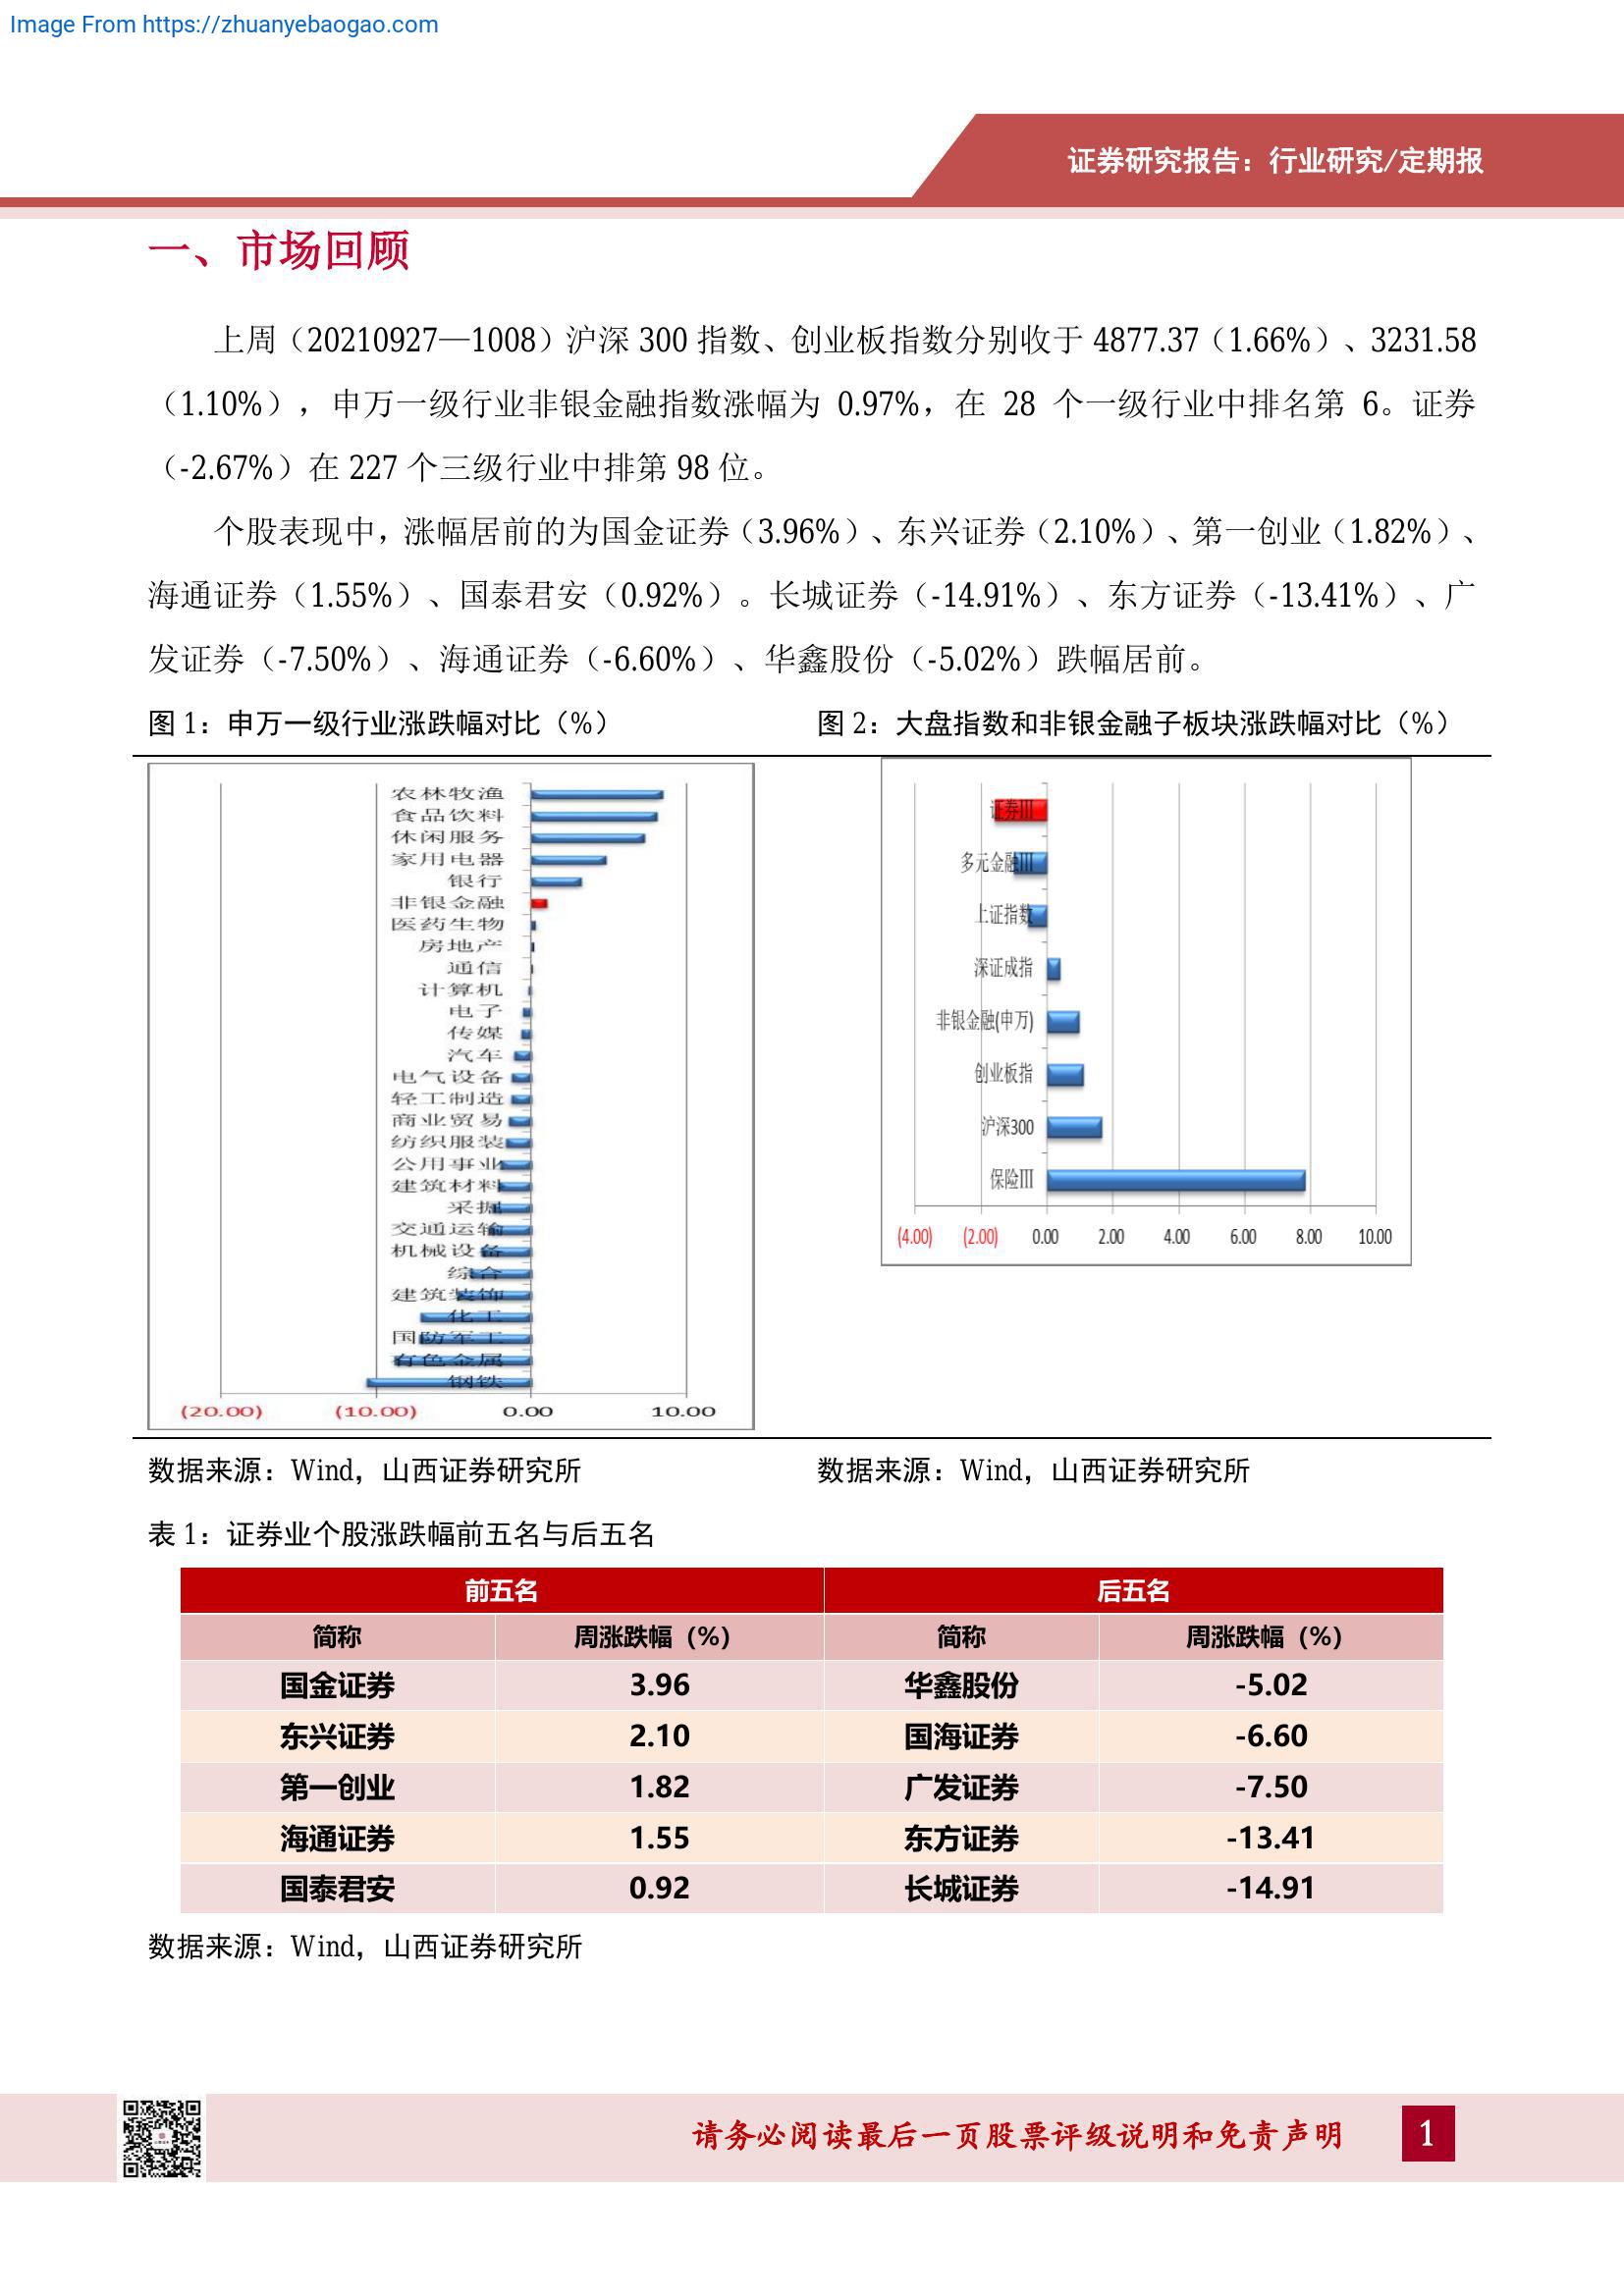 Image From https://zhuanyebaogao.com
证券研究报告：行业研究/定期报
一、市场回顾
上周（20210927—1008）沪深 300 指数、创业板指数分别收于 4877.37（1.66%）、3231.58
（1.10%），申万一级行业非银金融指数涨幅为 0.97%，在 28 个一级行业中排名第 6。证券
（-2.67%）在 227 个三级行业中排第 98 位。
个股表现中，涨幅居前的为国金证券（3.96%）、东兴证券（2.10%）、第一创业（1.82%）、
海通证券（1.55%）、国泰君安（0.92%）。长城证券（-14.91%）、东方证券（-13.41%）、广
发证券（-7.50%）、海通证券（-6.60%）、华鑫股份（-5.02%）跌幅居前。
图 1：申万一级行业涨跌幅对比（%）
农林牧渔
食品饮料
休闲服务
家用电器
银行
非银金融
医药生物
房地产
通信
计算机
电子
传媒
汽车
电气设备
轻工制造
商业贸易
纺织服装
公用事业
建筑材料
采掘
交通运输
机械设备
综合
建筑装饰
化工
国防军工
有色金属
钢铁
(20.00) (10.00) 0.00 10.00
图 2：大盘指数和非银金融子板块涨跌幅对比（%）
证券III
多元金融III
上证指数
深证成指
非银金融(申万)
创业板指
沪深300
保险III
(4.00) (2.00) 0.00 2.00 4.00 6.00 8.00 10.00
数据来源：Wind，山西证券研究所
数据来源：Wind，山西证券研究所
表 1：证券业个股涨跌幅前五名与后五名
前五名 后五名
简称 周涨跌幅（%） 简称 周涨跌幅（%）
国金证券 3.96 华鑫股份 -5.02
东兴证券 2.10 国海证券 -6.60
第一创业 1.82 广发证券 -7.50
海通证券 1.55 东方证券 -13.41
国泰君安 0.92 长城证券 -14.91
数据来源：Wind，山西证券研究所
请务必阅读最后一页股票评级说明和免责声明 1